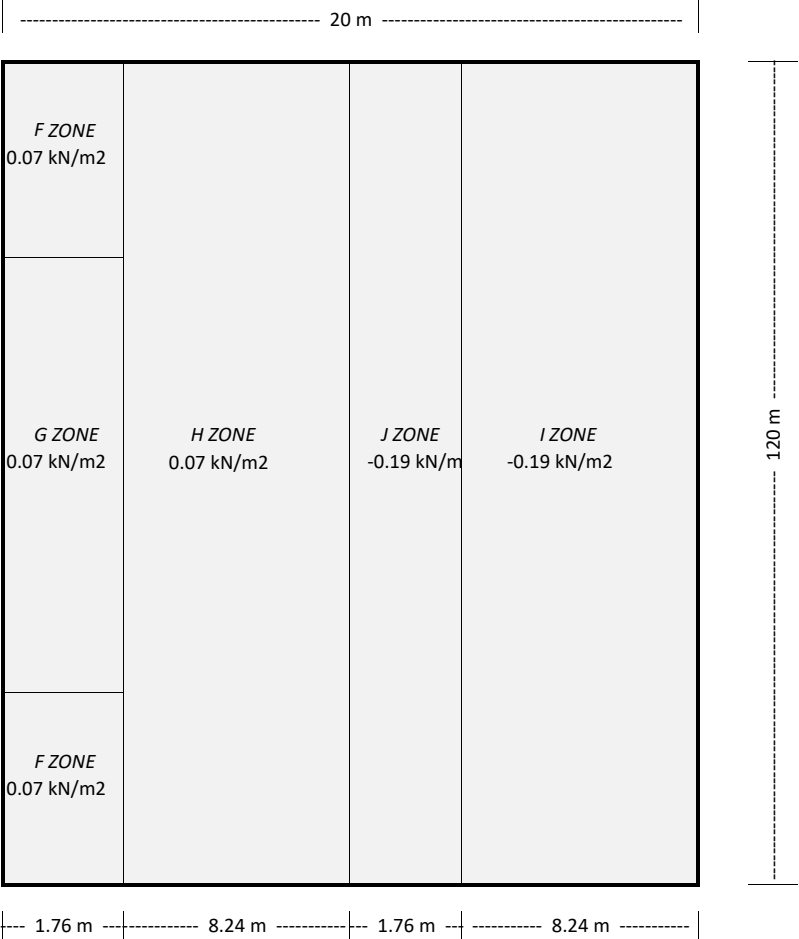 20 m
F ZONE
0.07 kN/m2
G ZONE
0.07 kN/m2
H ZONE
0.07 kN/m2
J ZONE
-0.19 kN/m
I ZONE
-0.19 kN/m2
120 m
F ZONE
0.07 kN/m2
1.76 m
8.24 m
1.76 m
8.24 m